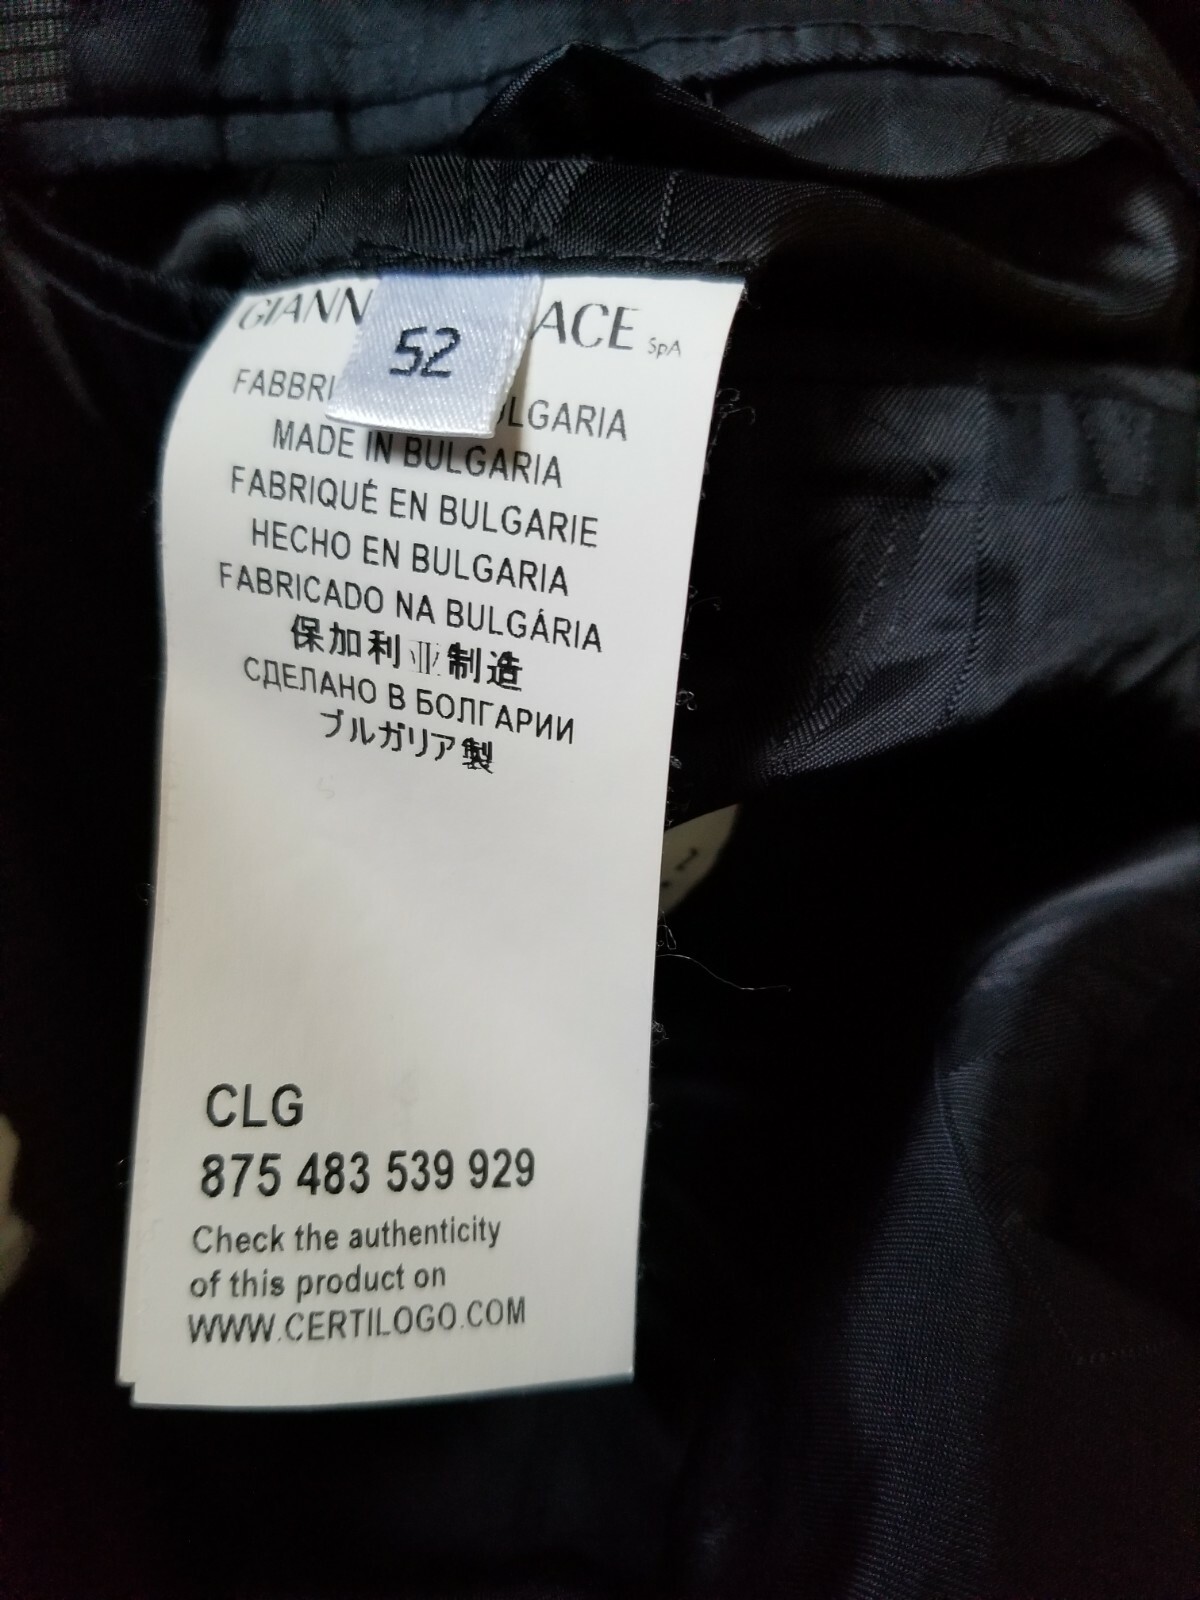 GIANN ACE SpA
52
FABBRI LGARIA
MADE IN BULGARIA
FABRIQUÉ EN BULGARIE
HECHO EN BULGARIA
FABRICADO NA BULGÁRIA
保加利亚制造
СДЕЛАНО В БОЛГАРИИ
ブルガリア製
CLG
875 483 539 929
Check the authenticity
of this product on
WWW.CERTILOGO.COM